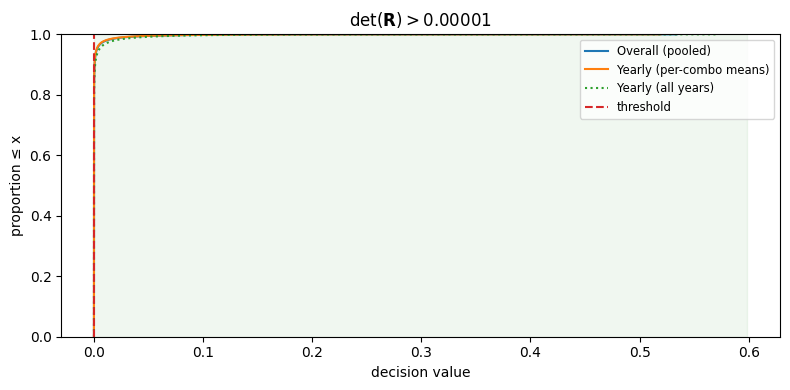 det(R) > 0.00001
1.0
0.8
0.6
0.4
0.2
0.0
proportion ≤ x
Overall (pooled)
Yearly (per-combo means)
Yearly (all years)
threshold
0.0 0.1 0.2 0.3 0.4 0.5 0.6
decision value